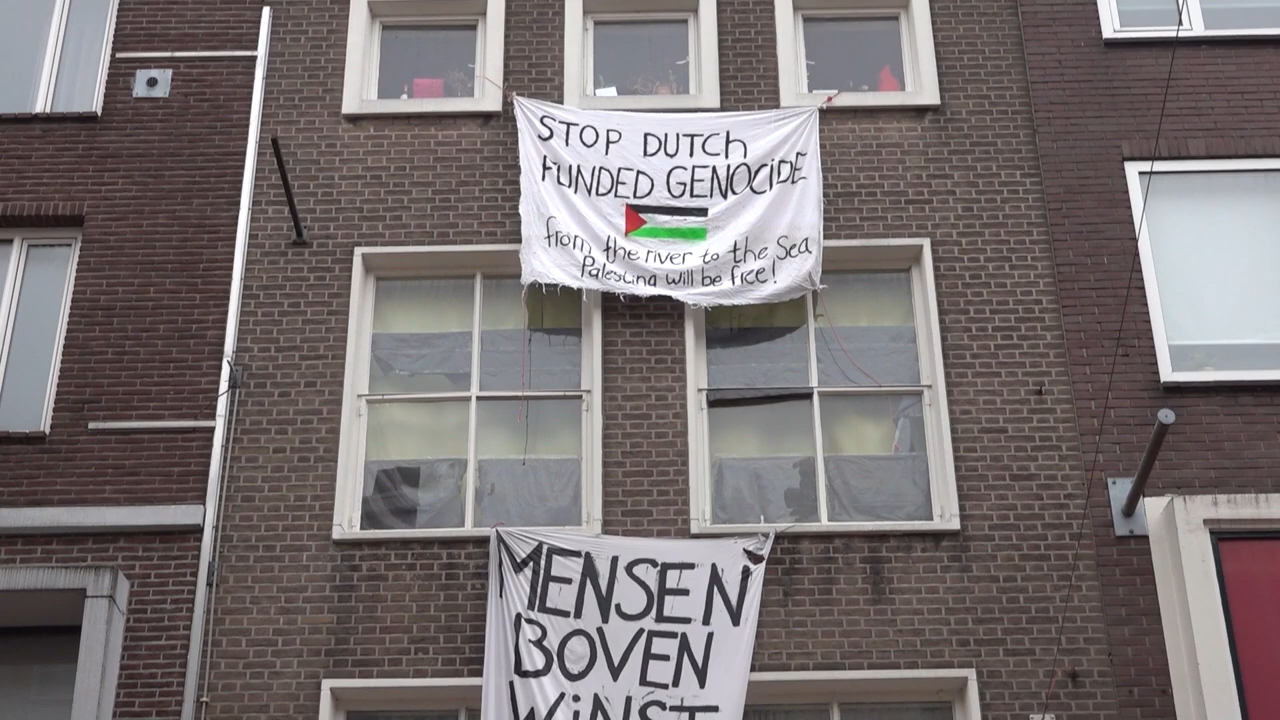 STOP DUTCh
FUNDED GENOCiDE
from the river to the Sea
Palestina will be free!
MENSEN
BOVEN
WiNST